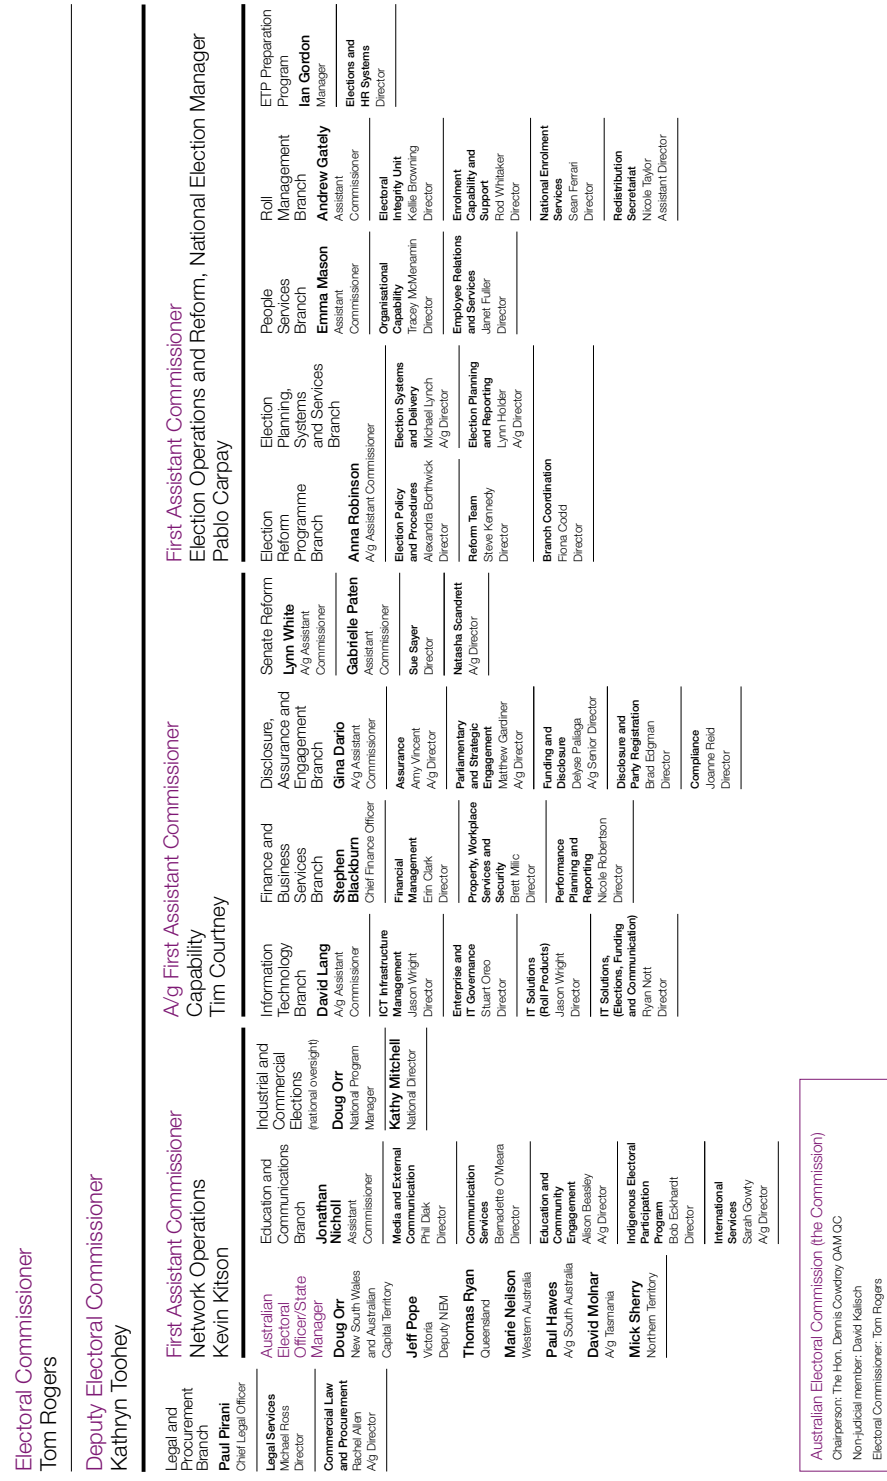 Electoral Commissioner
Tom Rogers
Deputy Electoral Commissioner
Kathryn Toohey
Legal and
Procurement
Branch
Paul Pirani
Chief Legal Officer
Legal Services
Michael Ross
Director
Commercial Law
and Procurement
Rachel Allen
A/g Director
First Assistant Commissioner
Network Operations
Kevin Kitson
Australian
Electoral
Officer/State
Manager
Doug Orr
New South Wales
and Australian
Capital Territory
Jeff Pope
Victoria
Deputy NEM
Thomas Ryan
Queensland
Marie Neilson
Western Australia
Paul Hawes
A/g South Australia
David Molnar
A/g Tasmania
Mick Sherry
Northern Territory
Education and
Communications
Branch
Jonathan
Nicholl
Assistant
Commissioner
Media and External
Communication
Phil Diak
Director
Communication
Services
Bernadette O'Meara
Director
Education and
Community
Engagement
Alison Beasley
A/g Director
Indigenous Electoral
Participation
Program
Bob Eckhardt
Director
International
Services
Sarah Gowty
A/g Director
Industrial and
Commercial
Elections
(national oversight)
Doug Orr
National Program
Manager
Kathy Mitchell
National Director
A/g First Assistant Commissioner
Capability
Tim Courtney
Information
Technology
Branch
David Lang
A/g Assistant
Commissioner
ICT Infrastructure
Management
Jason Wright
Director
Enterprise and
IT Governance
Stuart Oreo
Director
IT Solutions
(Roll Products)
Jason Wright
Director
IT Solutions,
(Elections, Funding
and Communication)
Ryan Nott
Director
Finance and
Business
Services
Branch
Stephen
Blackburn
Chief Finance Officer
Financial
Management
Erin Clark
Director
Property, Workplace
Services and
Security
Brett Milic
Director
Performance
Planning and
Reporting
Nicole Robertson
Director
Disclosure,
Assurance and
Engagement
Branch
Gina Dario
A/g Assistant
Commissioner
Assurance
Amy Vincent
A/g Director
Parliamentary
and Strategic
Engagement
Matthew Gardiner
A/g Director
Funding and
Disclosure
Delyse Paliaga
A/g Senior Director
Disclosure and
Party Registration
Brad Edgman
Director
Compliance
Joanne Reid
Director
Senate Reform
Lynn White
A/g Assistant
Commissioner
Gabrielle Paten
Assistant
Commissioner
Sue Sayer
Director
Natasha Scandrett
A/g Director
First Assistant Commissioner
Election Operations and Reform, National Election Manager
Pablo Carpay
Election
Reform
Programme
Branch
Election
Planning,
Systems
and Services
Branch
Anna Robinson
A/g Assistant Commissioner
Election Policy
and Procedures
Alexandra Borthwick
Director
Reform Team
Steve Kennedy
Director
Election Systems
and Delivery
Michael Lynch
A/g Director
Election Planning
and Reporting
Lynn Holder
A/g Director
Branch Coordination
Fiona Codd
Director
People
Services
Branch
Emma Mason
Assistant
Commissioner
Organisational
Capability
Tracey McMenamin
Director
Employee Relations
and Services
Janet Fuller
Director
Roll
Management
Branch
Andrew Gately
Assistant
Commissioner
Electoral
Integrity Unit
Kellie Browning
Director
Enrolment
Capability and
Support
Rod Whitaker
Director
National Enrolment
Services
Sean Ferrari
Director
Redistribution
Secretariat
Nicole Taylor
Assistant Director
ETP Preparation
Program
Ian Gordon
Manager
Elections and
HR Systems
Director
Australian Electoral Commission (the Commission)
Chairperson: The Hon. Dennis Cowdroy OAM QC
Non-judicial member: David Kalisch
Electoral Commissioner: Tom Rogers